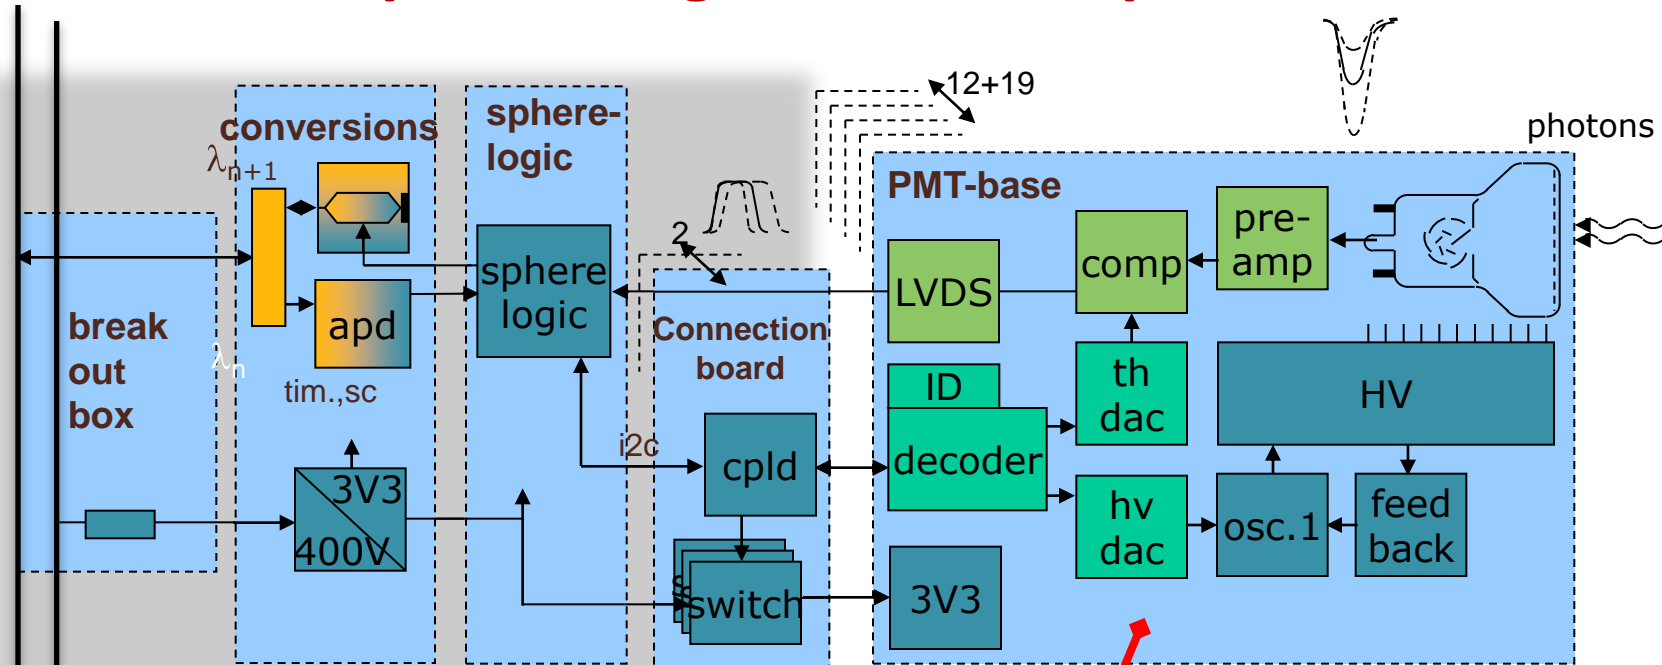 12+19
photons
conversions
λn+1
sphere-
logic
PMT-base
2
sphere
logic
LVDS
comp
pre-
amp
break
out
box
λn
apd
tim.,sc
Connection
board
ID
decoder
th
dac
HV
i2c
cpld
3V3
400V
hv
dac
osc.1
feed
back
switch
3V3